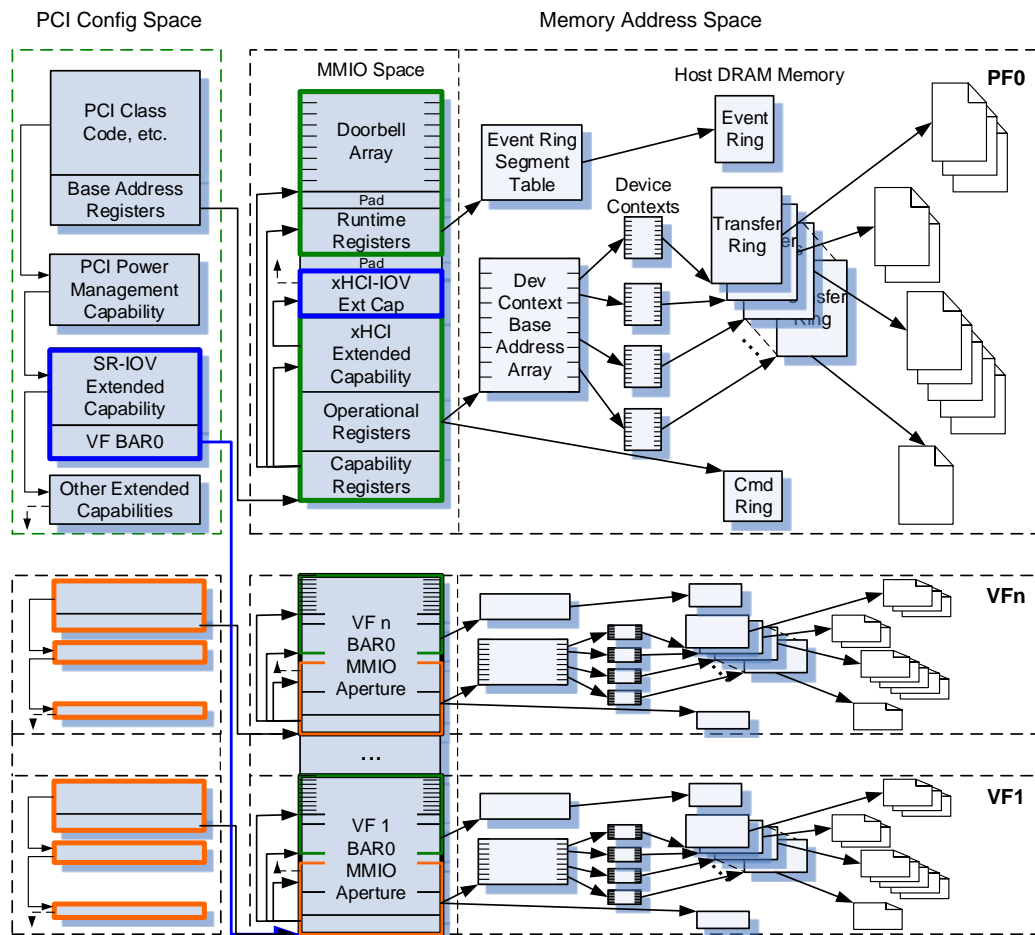 PCI Config Space
Memory Address Space
PCI Class
Code, etc.
Base Address
Registers
PCI Power
Management
Capability
SR-IOV
Extended
Capability
VF BAR0
Other Extended
Capabilities
MMIO Space
Doorbell
Array
Pad
Runtime
Registers
Pad
xHCI-IOV
Ext Cap
xHCI
Extended
Capability
Operational
Registers
Capability
Registers
Host DRAM Memory
PF0
Event Ring
Segment
Table
Event
Ring
Device
Contexts
Dev
Context
Base
Address
Array
Transfer
Ring
Cmd
Ring
VFn
VF n
BAR0
MMIO
Aperture
...
VF1
VF 1
BAR0
MMIO
Aperture